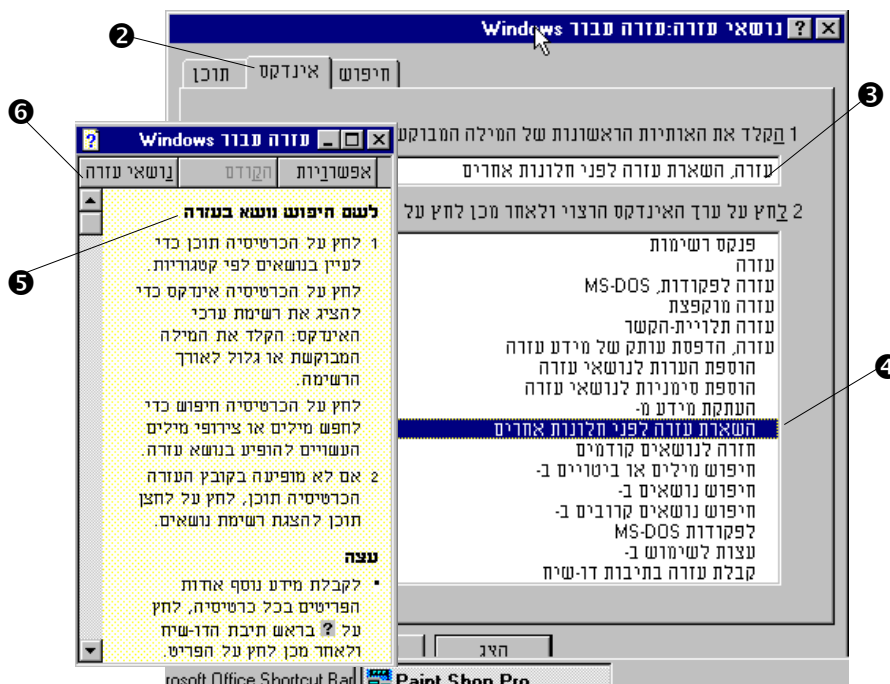 ❷
נושאי עזרה:עזרה עבור Windows
תוכן
אינדקס
חיפוש
❸
❻
1 הקלד את האותיות הראשונות של המילה המבוקש
עזרה, השארת עזרה לפני חלונות אחרים
2 לחץ על ערך האינדקס הרצוי ולאחר מכן לחץ על
פנקס רשימות
עזרה
עזרה לפקודות, MS-DOS
עזרה מוקפצת
עזרה תלויית-הקשר
עזרה, הדפסת עותק של מידע עזרה
הוספת הערות לנושאי עזרה
הוספת סימניות לנושאי עזרה
העתקת מידע מ-
השארת עזרה לפני חלונות אחרים
חזרה לנושאים קודמים
חיפוש מילים או ביטויים ב-
חיפוש נושאים ב-
חיפוש נושאים קרובים ב-
לפקודות MS-DOS
עצות לשימוש ב-
קבלת עזרה בתיבות דו-שיח
❹
הצג
עזרה עבור Windows
נושאי עזרה
הקודם
אפשרויות
❺
לשם חיפוש נושא בעזרה
1 לחץ על הכרטיסיה תוכן כדי
לעיין בנושאים לפי קטגוריות.
לחץ על הכרטיסיה אינדקס כדי
להציג את רשימת ערכי
האינדקס: הקלד את המילה
המבוקשת או גלול לאורך
הרשימה.
לחץ על הכרטיסיה חיפוש כדי
לחפש מילים או צירופי מילים
העשויים להופיע בנושא עזרה.
2 אם לא מופיעה בקובץ העזרה
הכרטיסיה תוכן, לחץ על לחצן
תוכן להצגת רשימת נושאים.
עצה
▪ לקבלת מידע נוסף אודות
הפריטים בכל כרטיסיה, לחץ
על ? בראש תיבת הדו-שיח
ולאחר מכן לחץ על הפריט.
rosoft Office Shortcut Bar
Paint Shop Pro